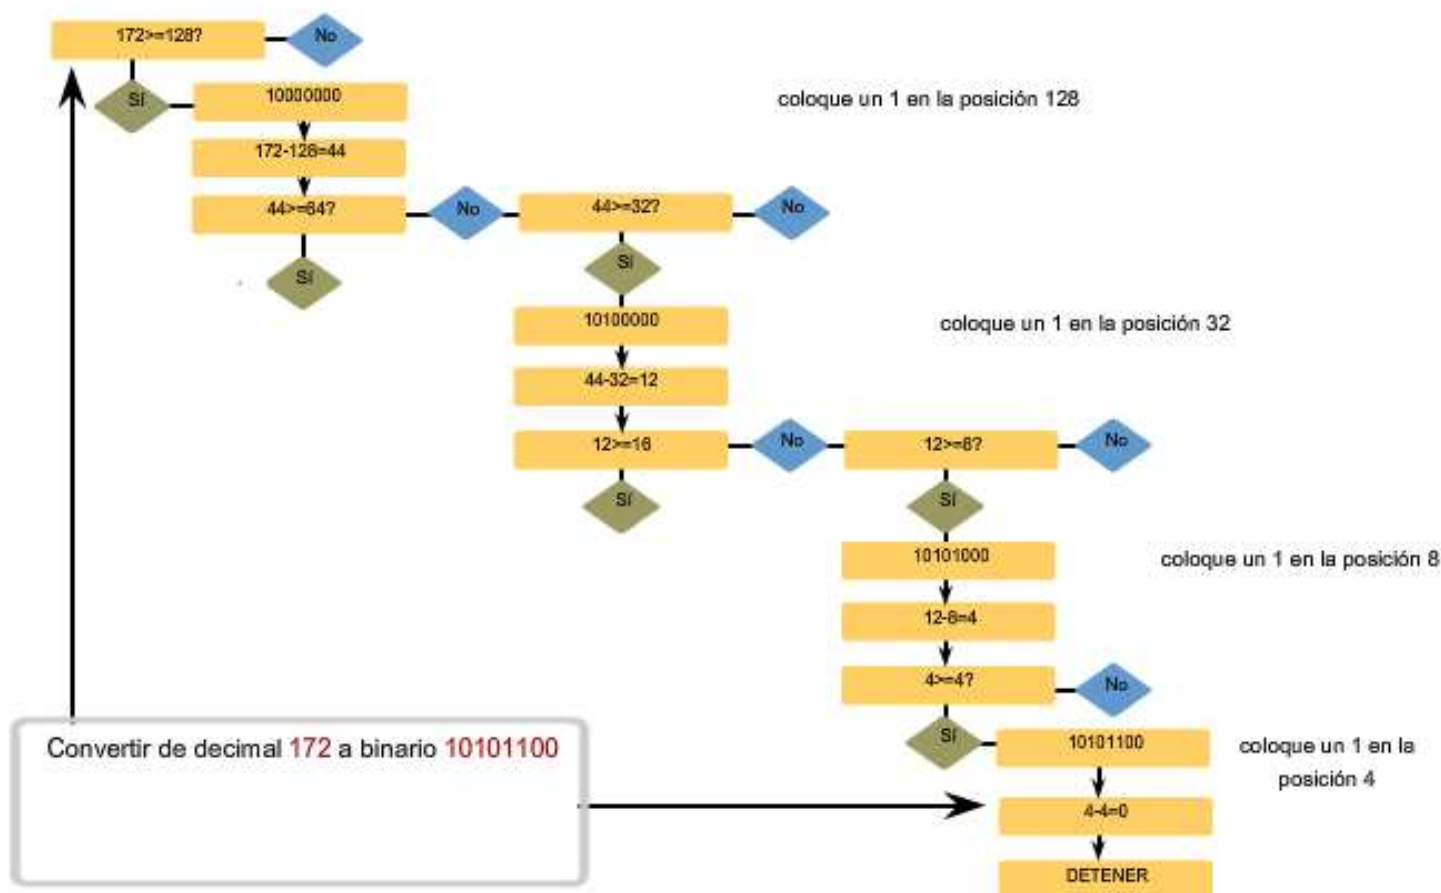 172>=128?
No
Sí
10000000
coloque un 1 en la posición 128
172-128=44
44>=64?
No
44>=32?
No
Sí
Sí
10100000
coloque un 1 en la posición 32
44-32=12
12>=16
No
12>=8?
No
Sí
Sí
10101000
coloque un 1 en la posición 8
12-8=4
4>=4?
No
Sí
10101100
coloque un 1 en la
posición 4
4-4=0
DETENER
Convertir de decimal 172 a binario 10101100